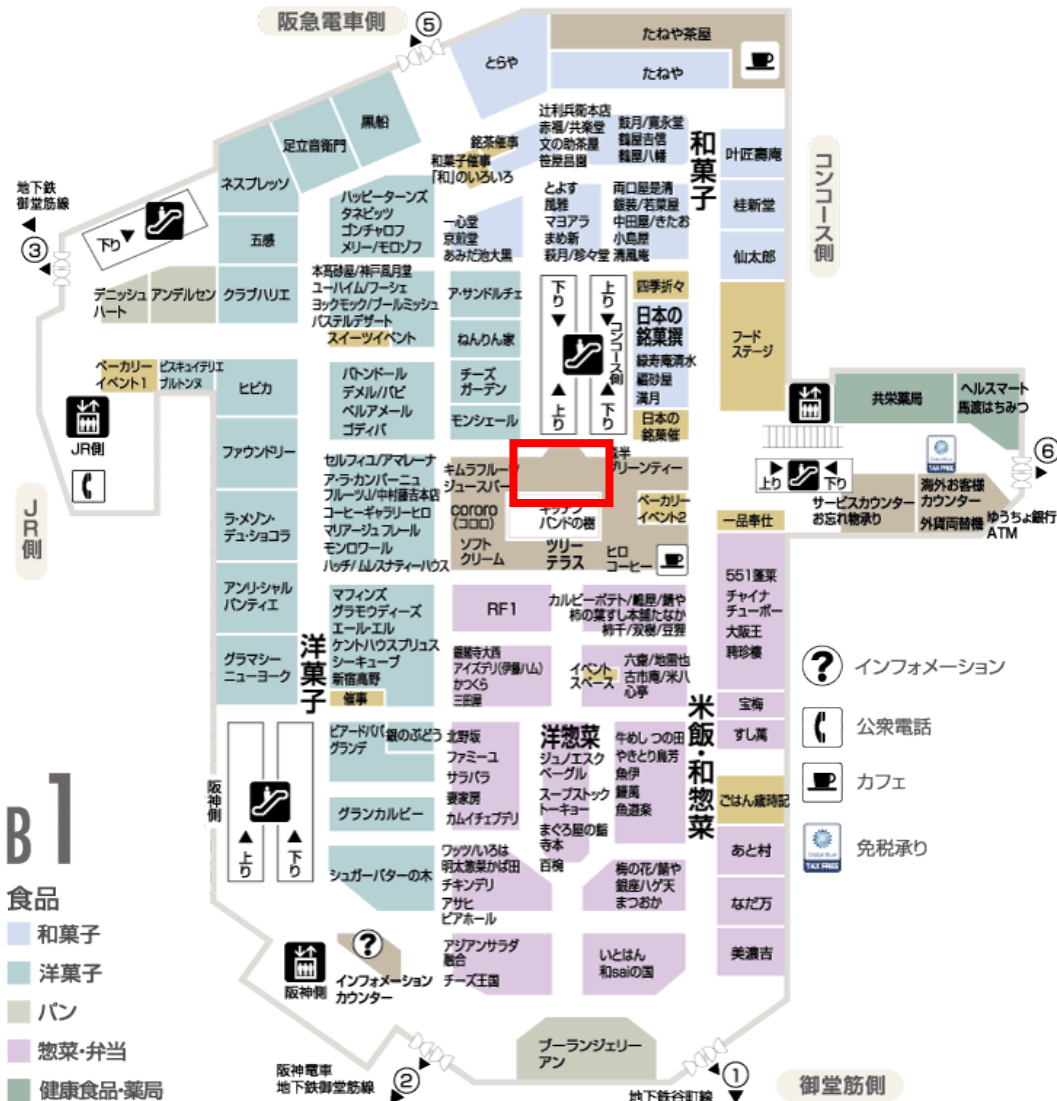 阪急電車側
⑤
たねや茶屋
たねや
とらや
黒船
足立音衛門
ネスプレッソ
五感
クラブハリエ
アンデルセン
デニッシュ
ハート
地下鉄
御堂筋線
③
下り
銘茶催事
和菓子催事
「和」のいろいろ
辻利兵衛本店
赤福/共楽堂
文の助茶屋
笹屋昌園
鼓月/寛永堂
鶴屋吉信
鶴屋八幡
和菓子
叶匠壽庵
桂新堂
仙太郎
コンコース側
ハッピーターンズ
タネビッツ
ゴンチャロフ
メリー/モロゾフ
一心堂
京煎堂
あみだ池大黒
とよす
風雅
マヨアラ
まめ新
萩月/珍々堂
両口屋是清
銀装/若菜屋
中田屋/きたお
小島屋
清風庵
本髙砂屋/神戸風月堂
ユーハイム/フーシェ
ヨックモック/ブールミッシュ
パステルデザート
スイーツイベント
ア・サンドルチェ
ねんりん家
チーズ
ガーデン
モンシェール
下り
上り
コンコース側
上り
下り
四季折々
日本の
銘菓撰
緑寿庵清水
福砂屋
満月
日本の
銘菓催
フード
ステージ
ベーカリー
イベント1
ビスキュイテリエ
ブルトンヌ
ヒビカ
JR側
JR側
バトンドール
デメル/パピ
ベルアメール
ゴディバ
ファウンドリー
ラ・メゾン・
デュ・ショコラ
アンリ・シャル
パンティエ
グラマシー
ニューヨーク
セルフィユ/アマレーナ
ア・ラ・カンパーニュ
フルーツJ/中村藤吉本店
コーヒーギャラリーヒロ
マリアージュ フレール
モンロワール
ハッチ/ムレスナティーハウス
キムラフルーツ
ジュースバー
cororo
(コロロ)
ソフト
クリーム
グリーンティー
キッチン
バンドの樹
ツリー
テラス
ヒロ
コーヒー
ベーカリー
イベント2
共栄薬局
ヘルスマート
馬渡はちみつ
⑥
上り
下り
TAX FREE
サービスカウンター
お忘れ物承り
海外お客様
カウンター
外貨両替機
ゆうちょ銀行
ATM
一品奉仕
551蓬莱
チャイナ
チューボー
大阪王
聘珍樓
宝梅
すし萬
ごはん歳時記
あと村
なだ万
美濃吉
洋菓子
マフィンズ
グラモウディーズ
エール・エル
ケントハウスプリュス
シーキューブ
新宿高野
催事
RF1
カルビーポテト/鶴屋/鯖や
柿の葉すし本舗たなか
柿千/双樹/豆狸
銀閣寺大西
アイズデリ(伊藤ハム)
かつくら
三田屋
イベント
スペース
六齋/地雷也
古市庵/米八
心亭
米飯・和惣菜
ビアードパパ
グランデ
銀のぶどう
グランカルビー
シュガーバターの木
北野坂
ファミーユ
サラバラ
妻家房
カムイチェプデリ
洋惣菜
ジュノエスク
ベーグル
スープストック
トーキョー
まぐろ屋の鮨
寺本
百椀
牛めし つの田
やきとり鳥芳
魚伊
鰻萬
魚道楽
ワッツ/いろは
明太惣菜かば田
チキンデリ
アサヒ
ビアホール
梅の花/鯖や
銀座ハゲ天
まつおか
アジアンサラダ
融合
チーズ王国
いとはん
和saiの国
ブーランジェリー
アン
阪神側
上り
下り
阪神側
?
インフォメーション
カウンター
阪神電車
地下鉄御堂筋線
②
①
地下鉄谷町線
御堂筋側
? インフォメーション
公衆電話
カフェ
Global Blue
TAX FREE
免税承り
B1
食品
和菓子
洋菓子
パン
惣菜・弁当
健康食品・薬局